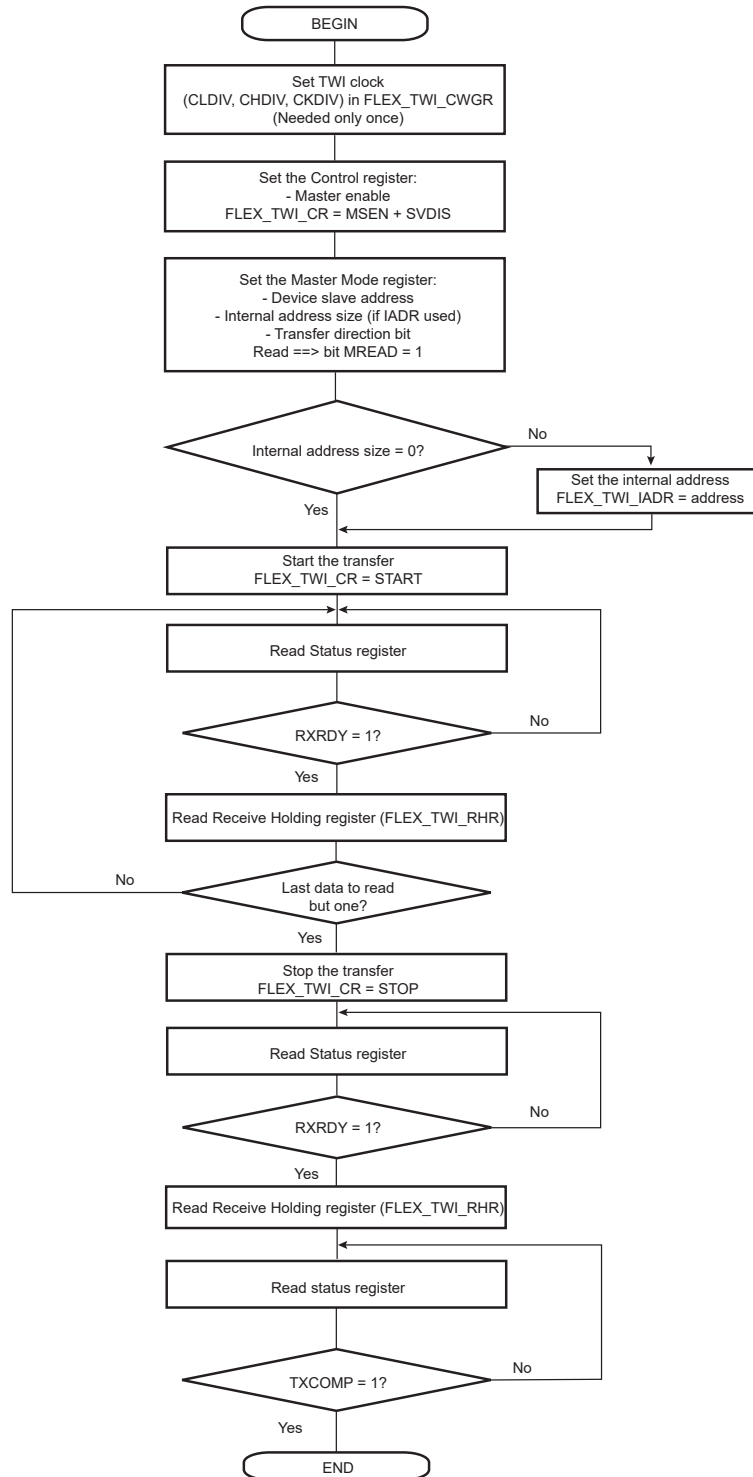 BEGIN
Set TWI clock
(CLDIV, CHDIV, CKDIV) in FLEX_TWI_CWGR
(Needed only once)
Set the Control register:
- Master enable
FLEX_TWI_CR = MSEN + SVDIS
Set the Master Mode register:
- Device slave address
- Internal address size (if IADR used)
- Transfer direction bit
Read ==> bit MREAD = 1
Internal address size = 0?
No
Set the internal address
FLEX_TWI_IADR = address
Yes
Start the transfer
FLEX_TWI_CR = START
Read Status register
RXRDY = 1?
No
Yes
Read Receive Holding register (FLEX_TWI_RHR)
No
Last data to read
but one?
Yes
Stop the transfer
FLEX_TWI_CR = STOP
Read Status register
RXRDY = 1?
No
Yes
Read Receive Holding register (FLEX_TWI_RHR)
Read status register
TXCOMP = 1?
No
Yes
END